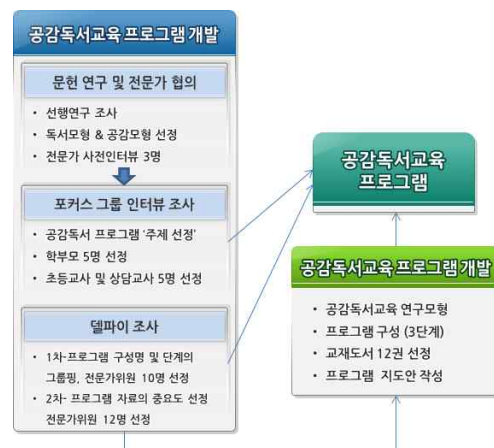 공감독서교육 프로그램 개발
문헌 연구 및 전문가 협의
• 선행연구 조사
• 독서모형 & 공감모형 선정
• 전문가 사전인터뷰 3명
포커스 그룹 인터뷰 조사
• 공감독서 프로그램 '주제 선정'
• 학부모 5명 선정
• 초등교사 및 상담교사 5명 선정
델파이 조사
• 1차-프로그램 구성명 및 단계의
그룹핑, 전문가위원 10명 선정
• 2차- 프로그램 자료의 중요도 선정
전문가위원 12명 선정
공감독서교육
프로그램
공감독서교육 프로그램 개발
• 공감독서교육 연구모형
• 프로그램 구성 (3단계)
• 교재도서 12권 선정
• 프로그램 지도안 작성